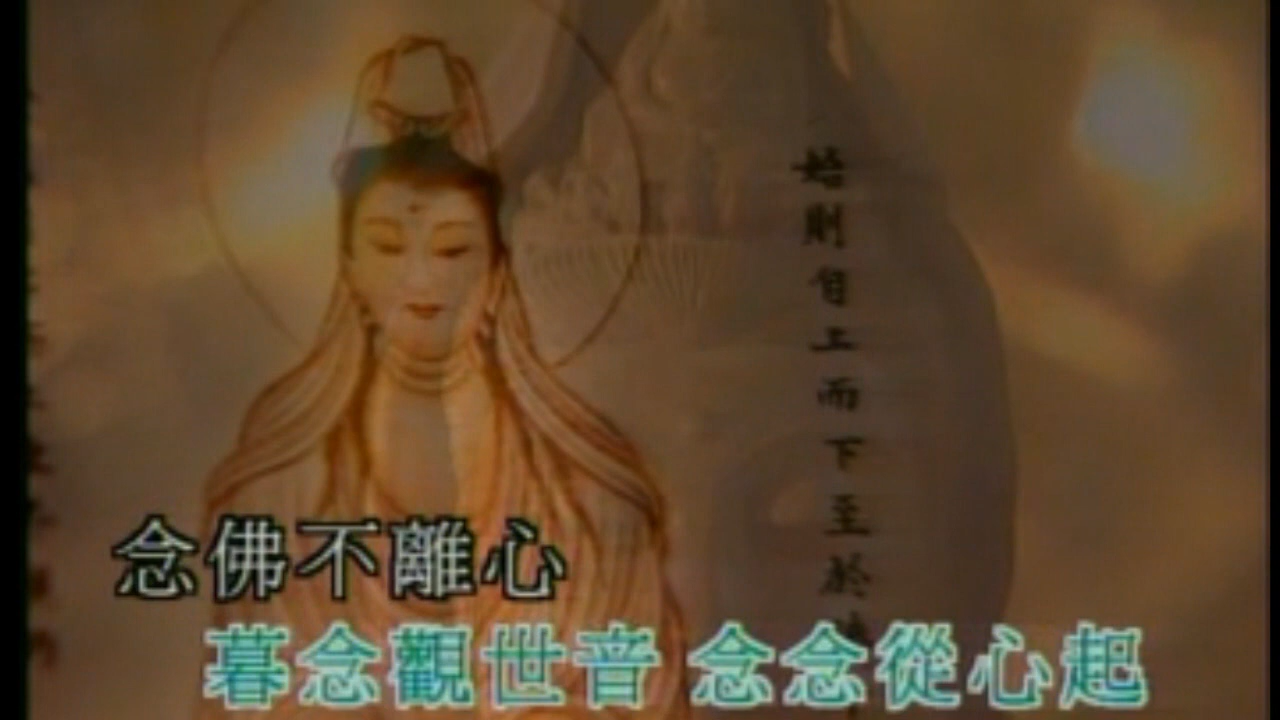 始則自上而下至於
念佛不離心
暮念觀世音 念念從心起